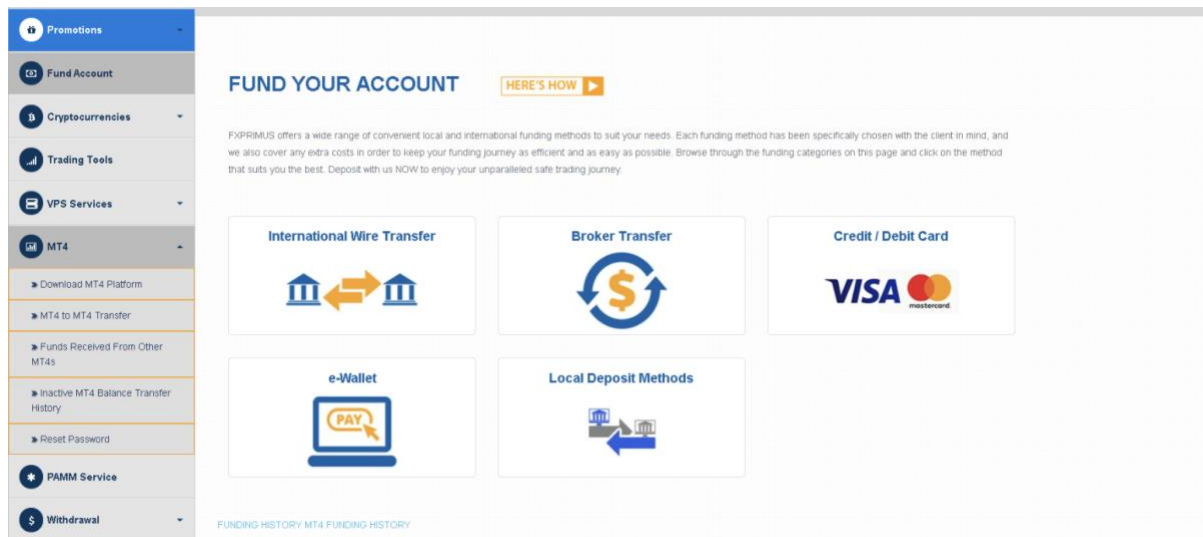 Promotions
Fund Account
Cryptocurrencies
Trading Tools
VPS Services
MT4
» Download MT4 Platform
» MT4 to MT4 Transfer
» Funds Received From Other
MT4s
» Inactive MT4 Balance Transfer
History
» Reset Password
PAMM Service
Withdrawal
FUND YOUR ACCOUNT
HERE'S HOW
FXPRIMUS offers a wide range of convenient local and international funding methods to suit your needs. Each funding method has been specifically chosen with the client in mind, and
we also cover any extra costs in order to keep your funding journey as efficient and as easy as possible. Browse through the funding categories on this page and click on the method
that suits you the best. Deposit with us NOW to enjoy your unparalleled safe trading journey.
International Wire Transfer
Broker Transfer
Credit / Debit Card
VISA
mastercard
e-Wallet
PAY
Local Deposit Methods
FUNDING HISTORY MT4 FUNDING HISTORY